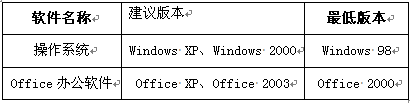 软件名称 建议版本 最低版本
操作系统 Windows XP、Windows 2000 Windows 98
Office 办公软件 Office XP、Office 2003 Office 2000